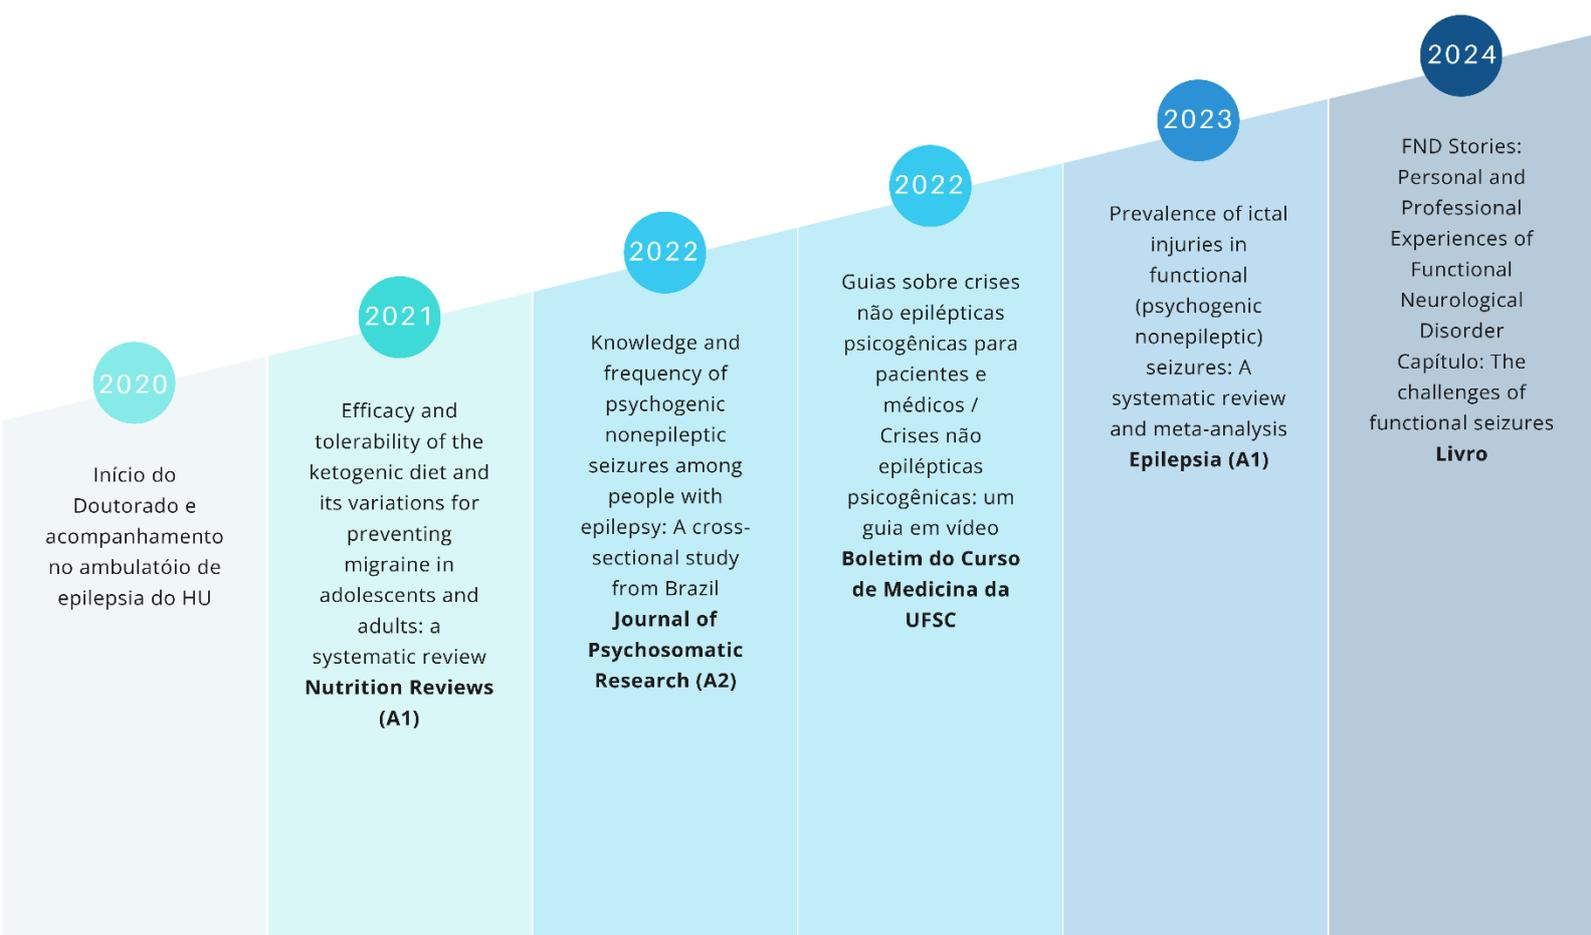 2020
Início do
Doutorado e
acompanhamento
no ambulatóio de
epilepsia do HU
2021
Efficacy and
tolerability of the
ketogenic diet and
its variations for
preventing
migraine in
adolescents and
adults: a
systematic review
Nutrition Reviews
(A1)
2022
Knowledge and
frequency of
psychogenic
nonepileptic
seizures among
people with
epilepsy: A cross-
sectional study
from Brazil
Journal of
Psychosomatic
Research (A2)
2022
Guias sobre crises
não epilépticas
psicogênicas para
pacientes e
médicos /
Crises não
epilépticas
psicogênicas: um
guia em vídeo
Boletim do Curso
de Medicina da
UFSC
2023
Prevalence of ictal
injuries in
functional
(psychogenic
nonepileptic)
seizures: A
systematic review
and meta-analysis
Epilepsia (A1)
2024
FND Stories:
Personal and
Professional
Experiences of
Functional
Neurological
Disorder
Capítulo: The
challenges of
functional seizures
Livro